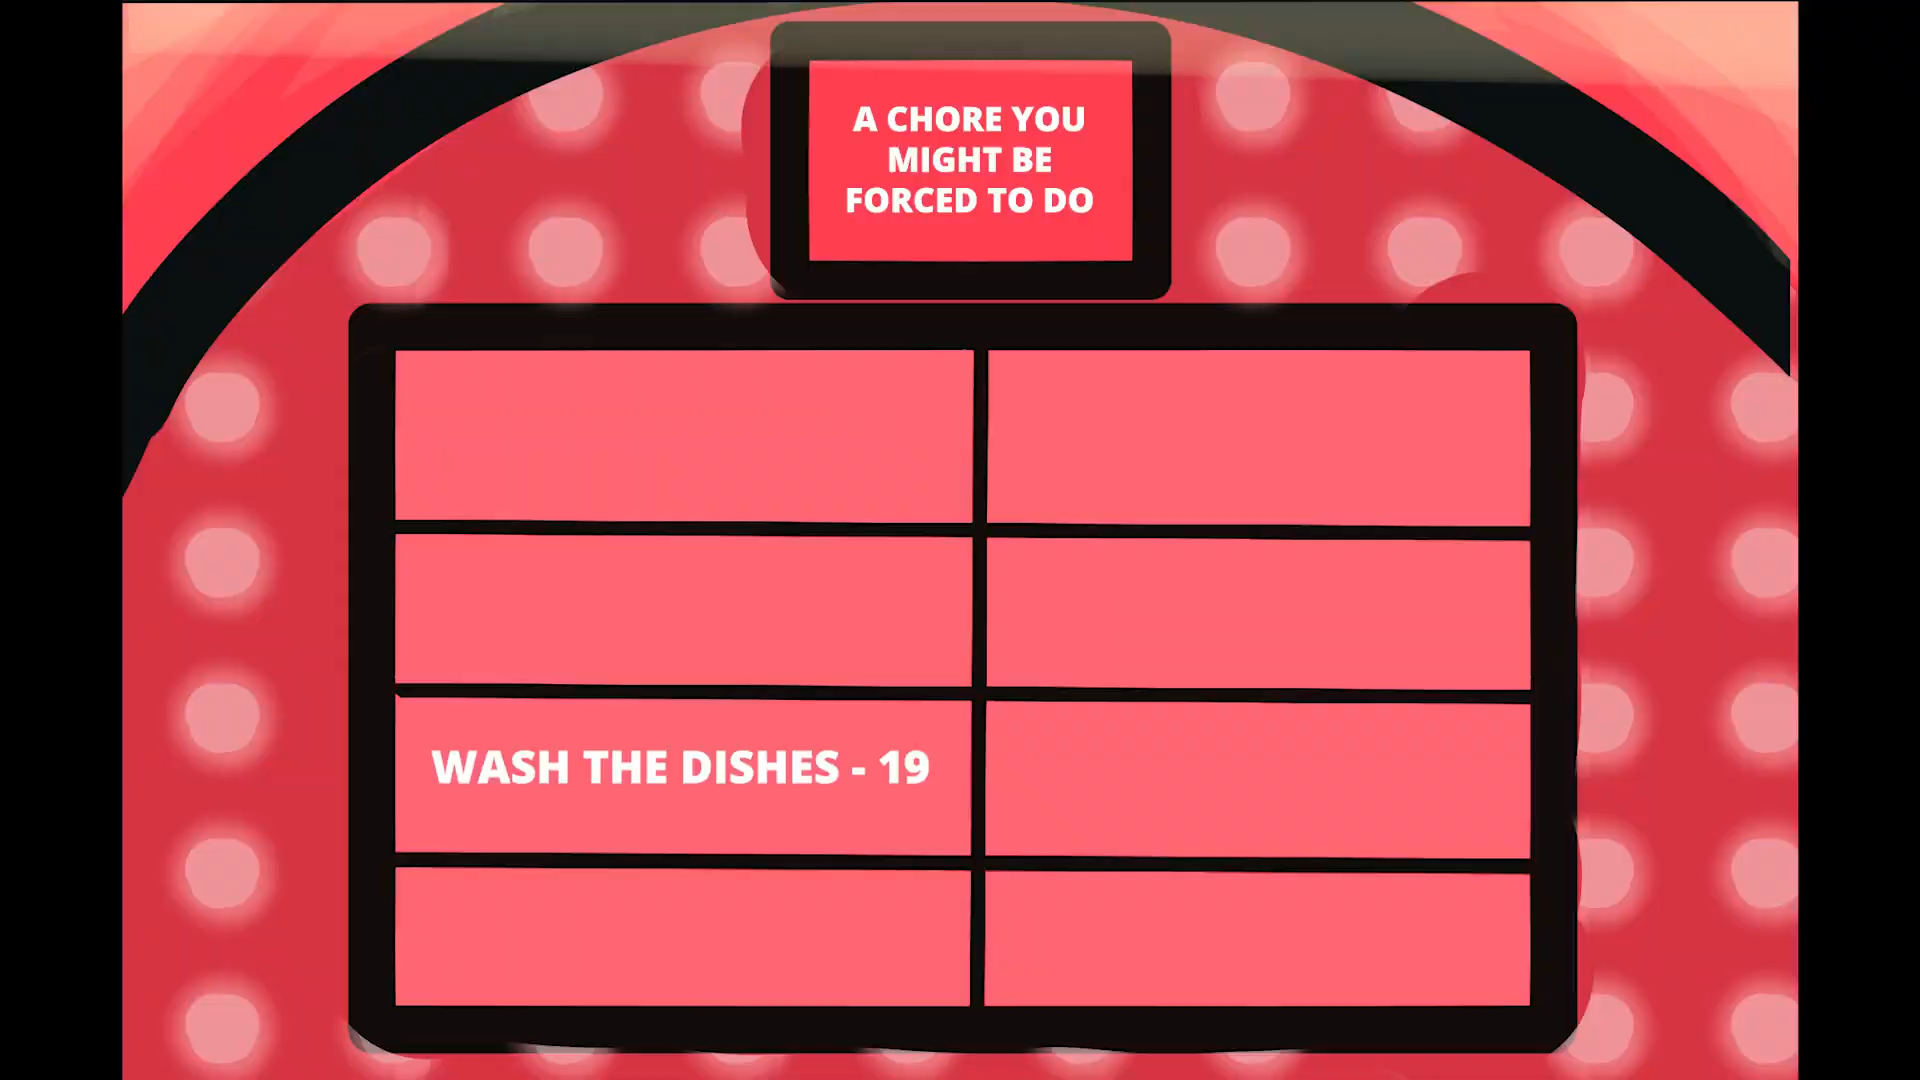 A CHORE YOU
MIGHT BE
FORCED TO DO
WASH THE DISHES - 19